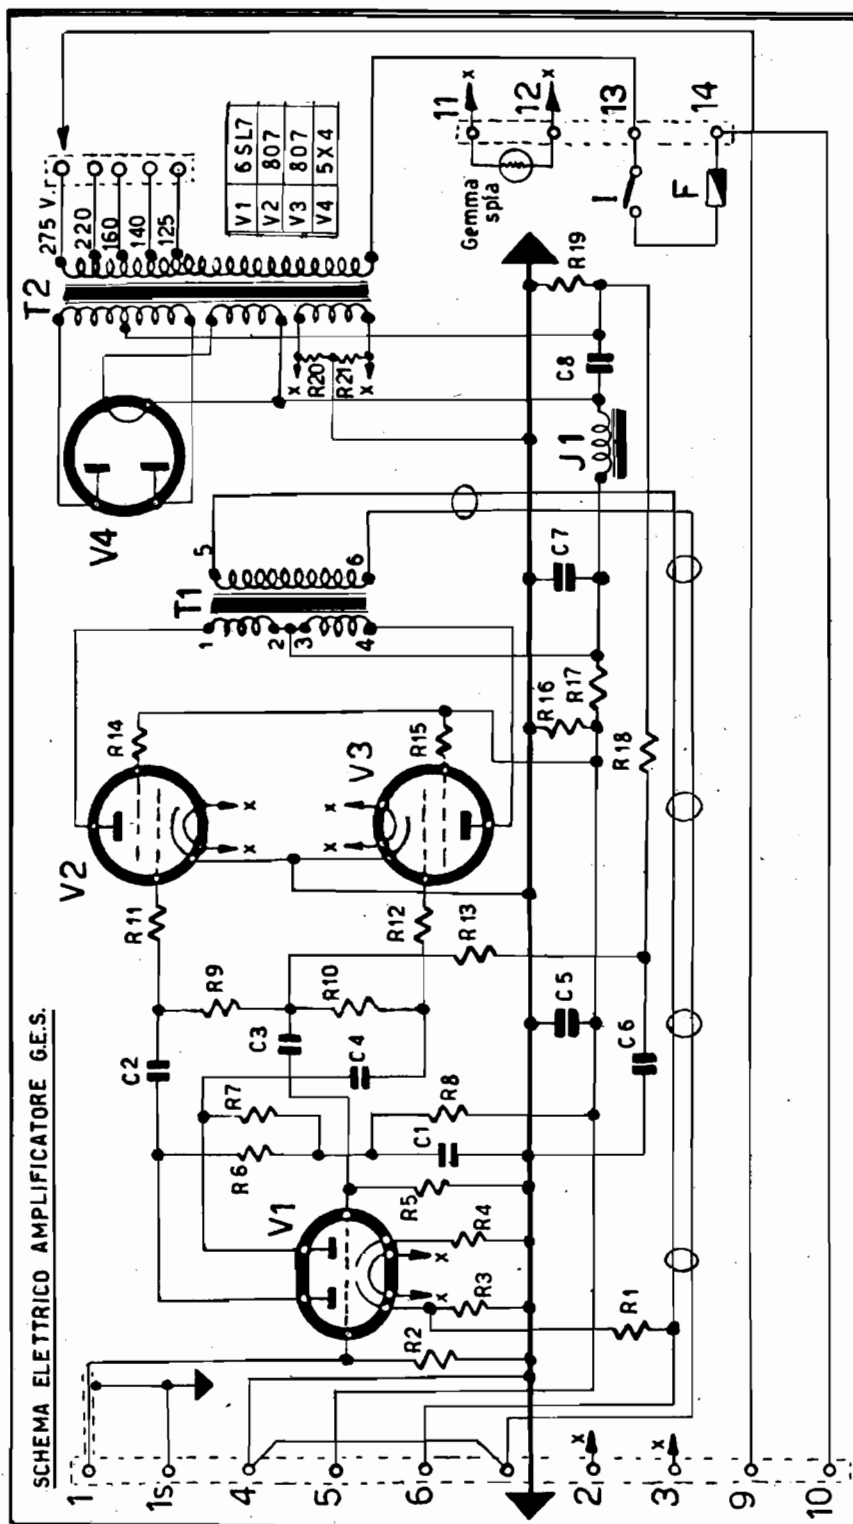 SCHEMA ELETTRICO AMPLIFICATORE G.E.S.
V4
T2
275 V.r
220
160
140
125
V1 6SL7
V2 807
V3 807
V4 5X4
V2
R14
T1
1
2
3
4
5
6
X
R20
R21
X
C2
R11
X
X
R9
C3
R10
C4
R12
X
X
V3
R15
V1
R6
R7
R5
C1
R8
R13
X
X
R2
R3
R4
R1
C5
C6
R16
R17
R18
C7
J1
C8
R19
Gemma
spia
11
X
12
X
I
13
F
14
1
1s
4
5
6
7
2
X
3
X
9
10